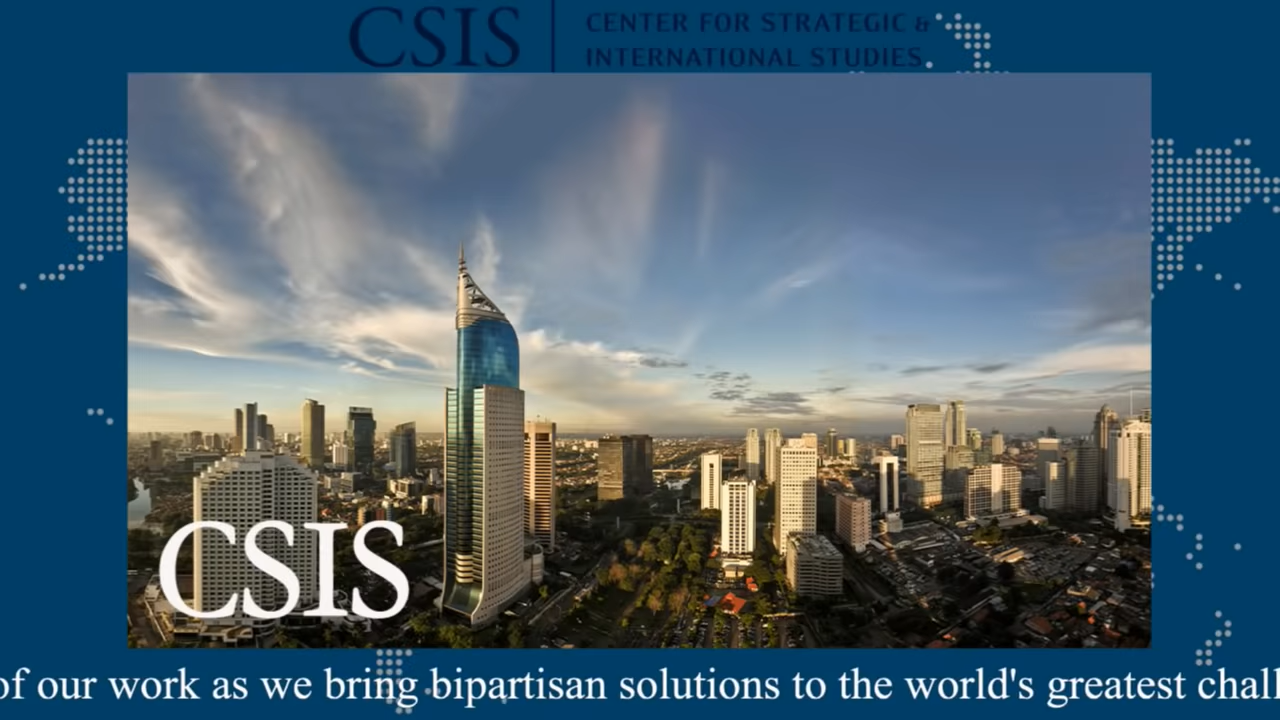 CSIS
CENTER FOR STRATEGIC &
INTERNATIONAL STUDIES
CSIS
of our work as we bring bipartisan solutions to the world's greatest